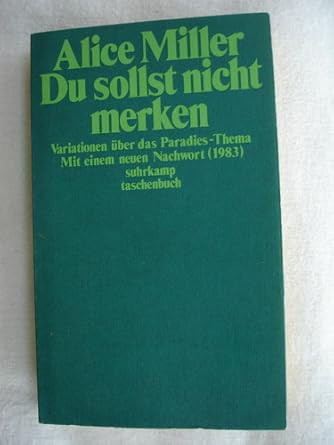 Alice Miller
Du sollst nicht
merken
Variationen über das Paradies-Thema
Mit einem neuen Nachwort (1983)
suhrkamp
taschenbuch